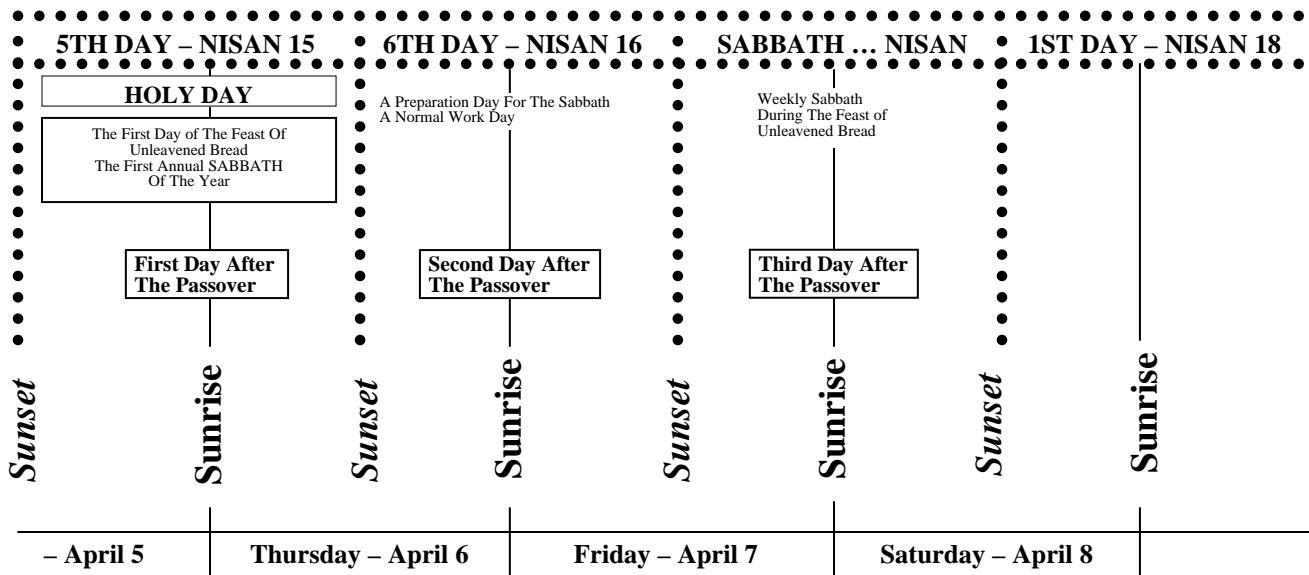 5TH DAY – NISAN 15
6TH DAY – NISAN 16
SABBATH … NISAN
1ST DAY – NISAN 18
HOLY DAY
The First Day of The Feast Of
Unleavened Bread
The First Annual SABBATH
Of The Year
A Preparation Day For The Sabbath
A Normal Work Day
Weekly Sabbath
During The Feast of
Unleavened Bread
First Day After
The Passover
Second Day After
The Passover
Third Day After
The Passover
Sunset
Sunrise
Sunset
Sunrise
Sunset
Sunrise
Sunset
Sunrise
– April 5
Thursday – April 6
Friday – April 7
Saturday – April 8